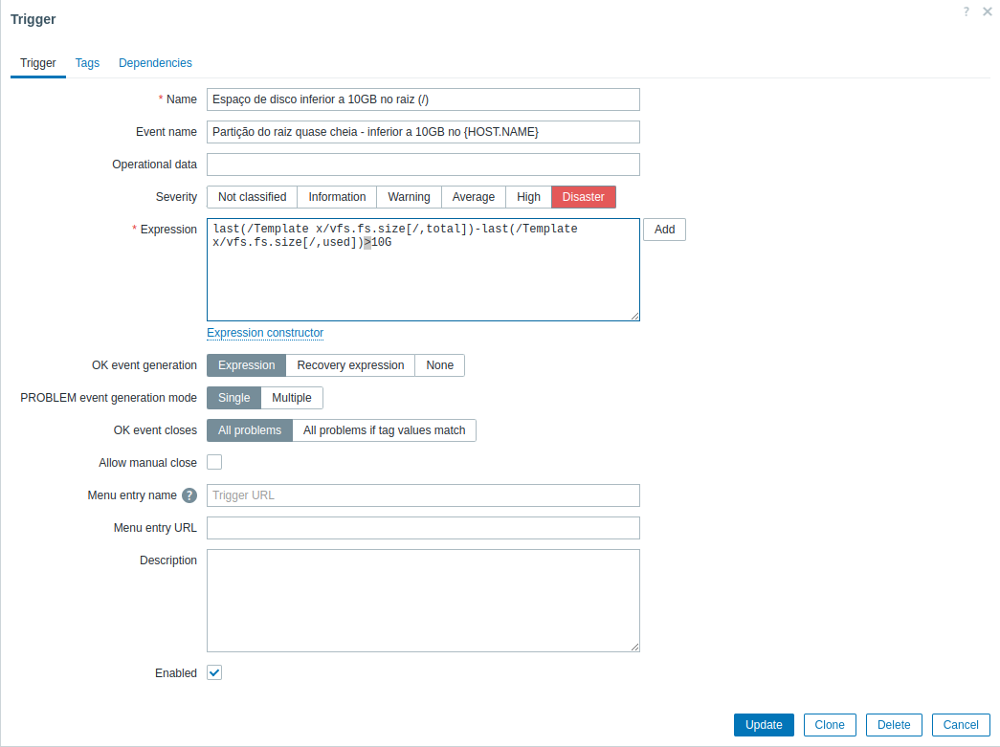 Trigger
?
Trigger Tags Dependencies
* Name Espaço de disco inferior a 10GB no raiz (/)
Event name Partição do raiz quase cheia - inferior a 10GB no {HOST.NAME}
Operational data
Severity Not classified Information Warning Average High Disaster
* Expression last(/Template x/vfs.fs.size[/,total])-last(/Template
x/vfs.fs.size[/,used])>10G
Add
Expression constructor
OK event generation Expression Recovery expression None
PROBLEM event generation mode Single Multiple
OK event closes All problems All problems if tag values match
Allow manual close
Menu entry name ? Trigger URL
Menu entry URL
Description
Enabled
Update Clone Delete Cancel